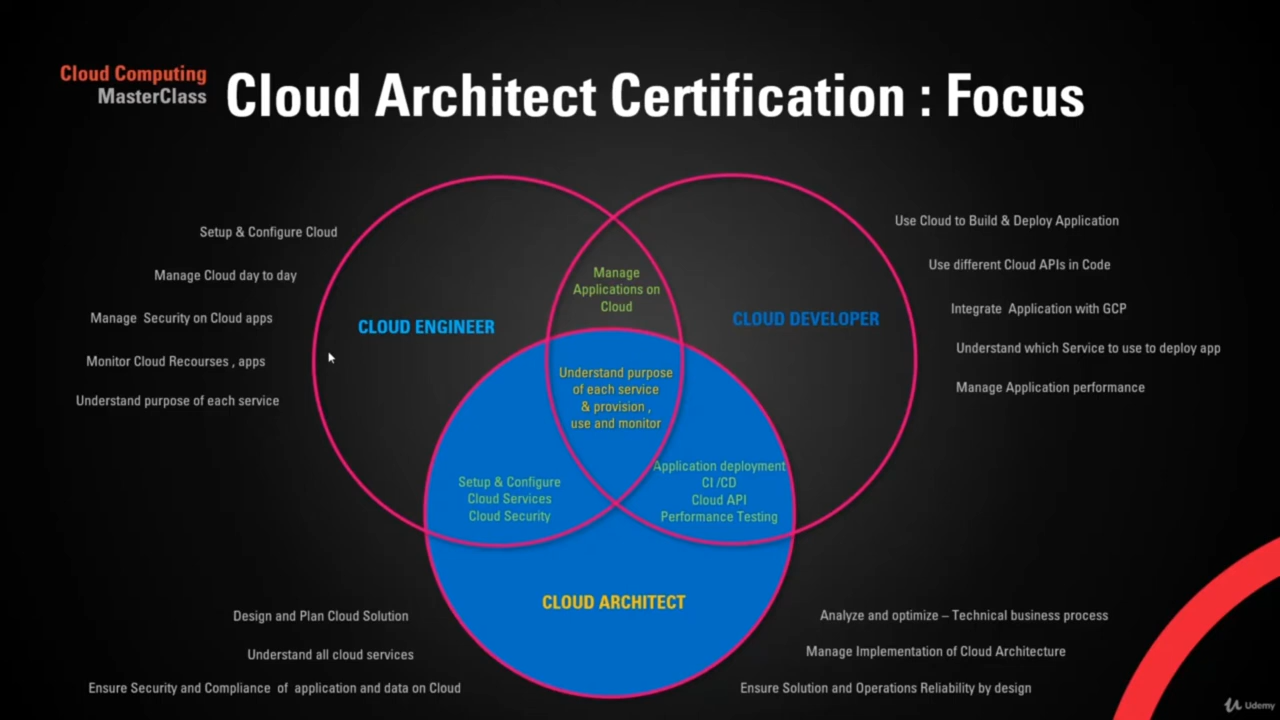 Cloud Computing
MasterClass
Cloud Architect Certification : Focus
Setup & Configure Cloud
Manage Cloud day to day
Manage Security on Cloud apps
Monitor Cloud Recourses , apps
Understand purpose of each service
CLOUD ENGINEER
Manage
Applications on
Cloud
CLOUD DEVELOPER
Use Cloud to Build & Deploy Application
Use different Cloud APIs in Code
Integrate Application with GCP
Understand which Service to use to deploy app
Manage Application performance
Understand purpose
of each service
& provision ,
use and monitor
Setup & Configure
Cloud Services
Cloud Security
Application deployment
CI /CD
Cloud API
Performance Testing
CLOUD ARCHITECT
Design and Plan Cloud Solution
Understand all cloud services
Ensure Security and Compliance of application and data on Cloud
Analyze and optimize – Technical business process
Manage Implementation of Cloud Architecture
Ensure Solution and Operations Reliability by design
Udemy